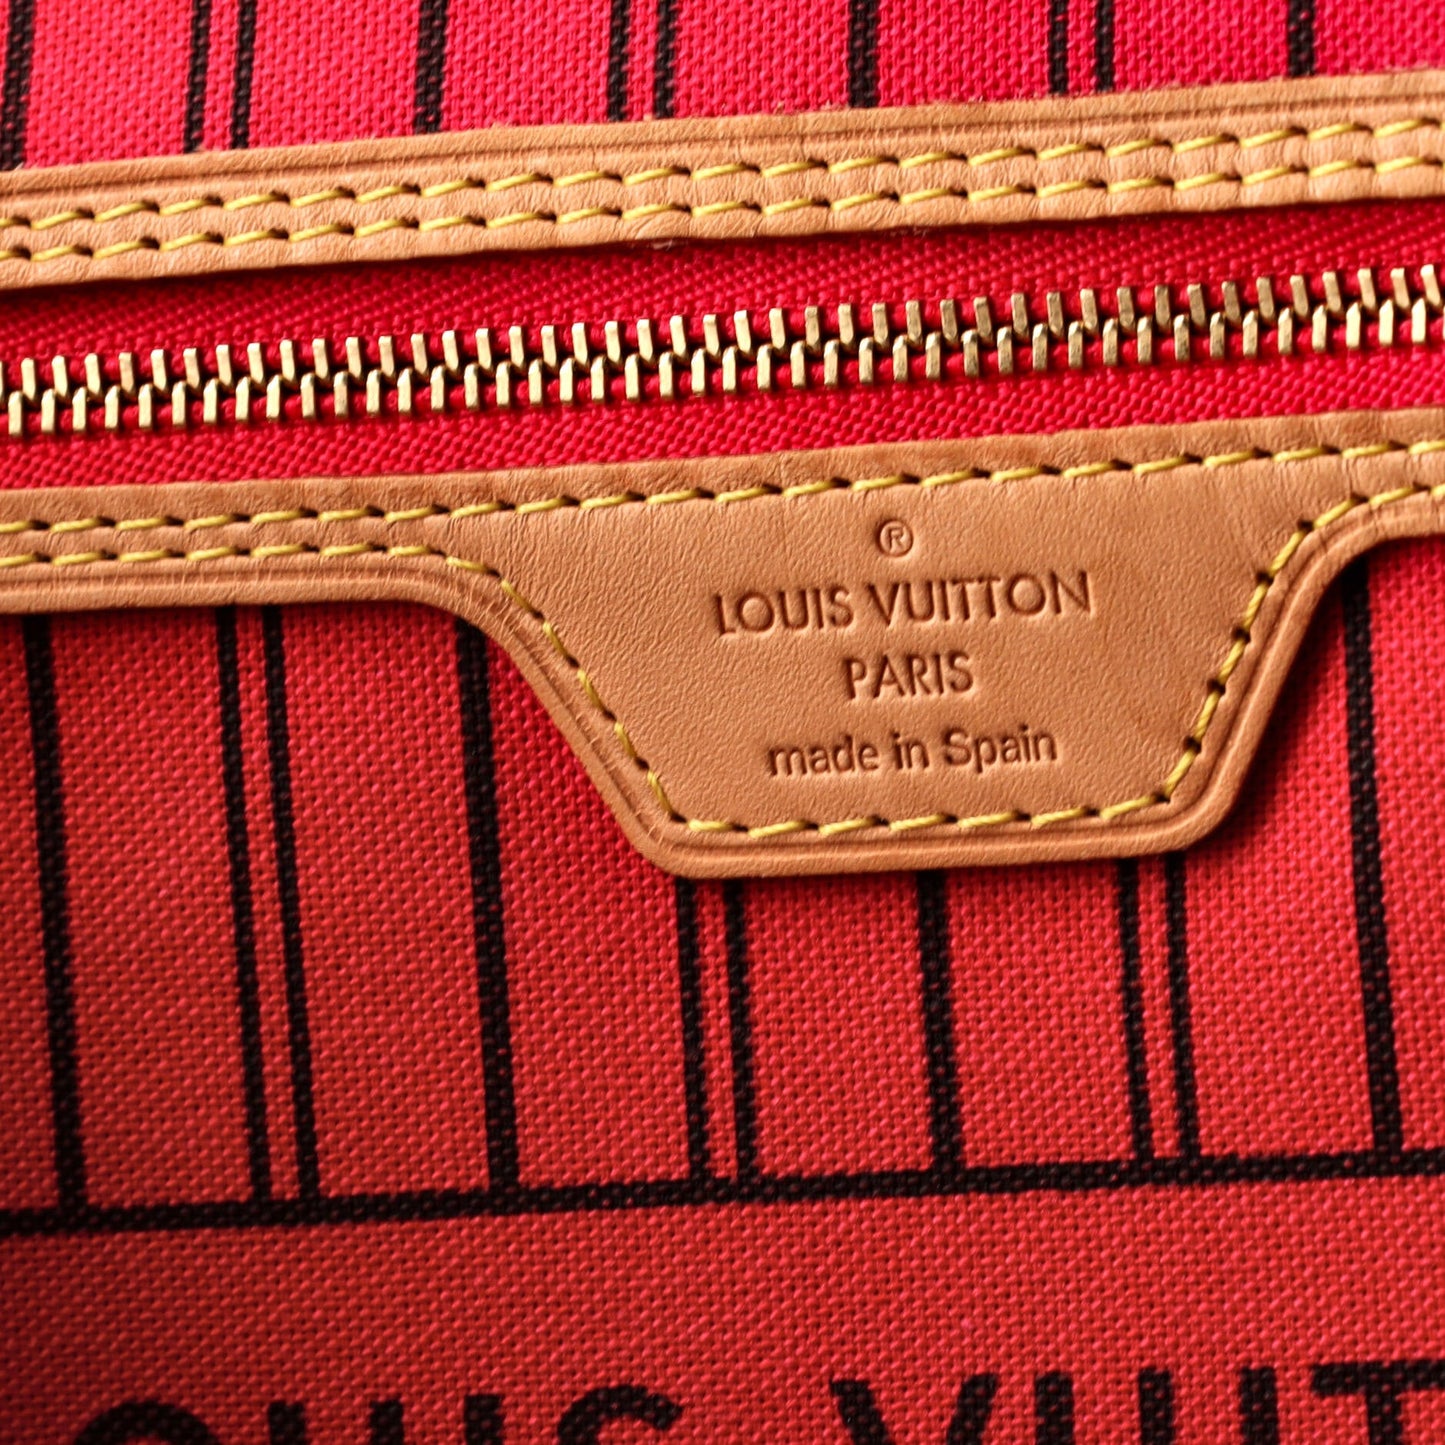 ®
LOUIS VUITTON
PARIS
made in Spain